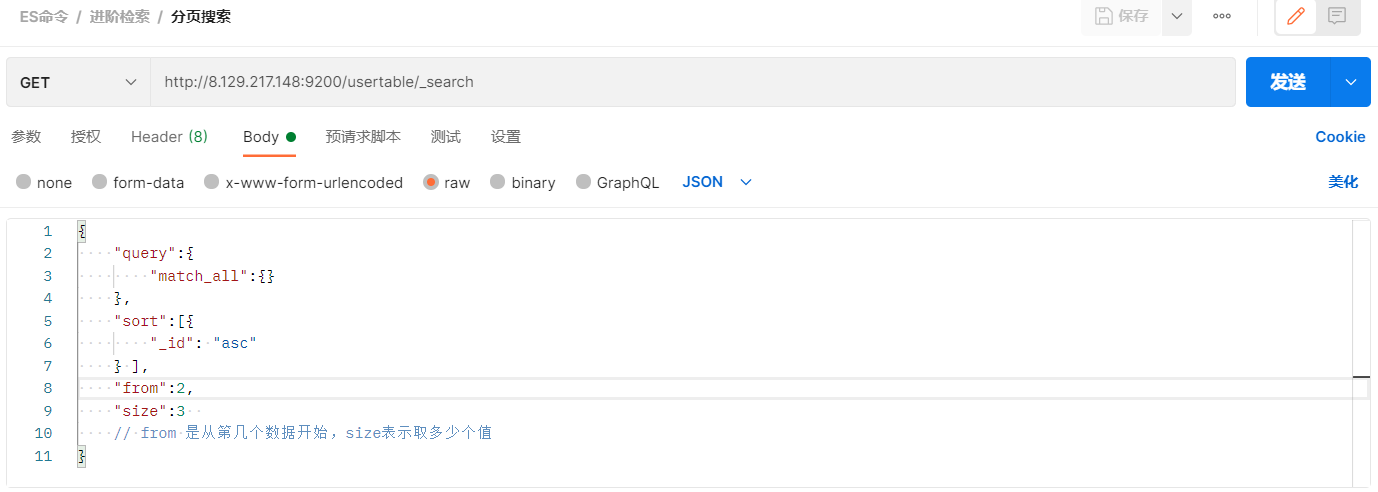 ES命令 / 进阶检索 / 分页搜索
保存
GET http://8.129.217.148:9200/usertable/_search 发送
参数 授权 Header (8) Body 预请求脚本 测试 设置 Cookie
none form-data x-www-form-urlencoded raw binary GraphQL JSON 美化
1 {
2 "query":{
3 "match_all":{}
4 },
5 "sort":[{
6 "_id": "asc"
7 } ],
8 "from":2,
9 "size":3
10 // from 是从第几个数据开始，size表示取多少个值
11 }